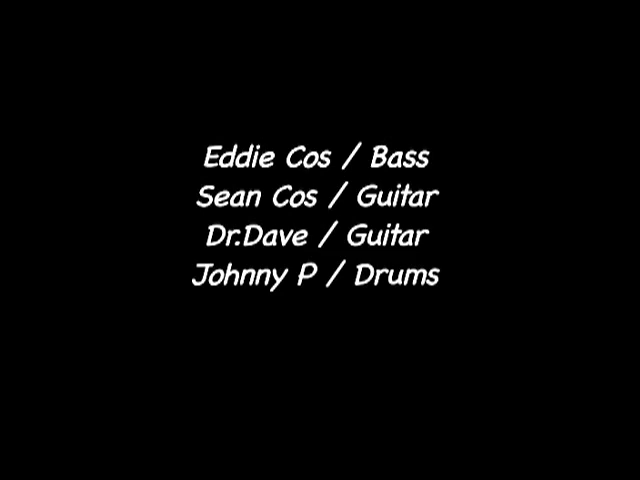 Eddie Cos / Bass
Sean Cos / Guitar
Dr.Dave / Guitar
Johnny P / Drums